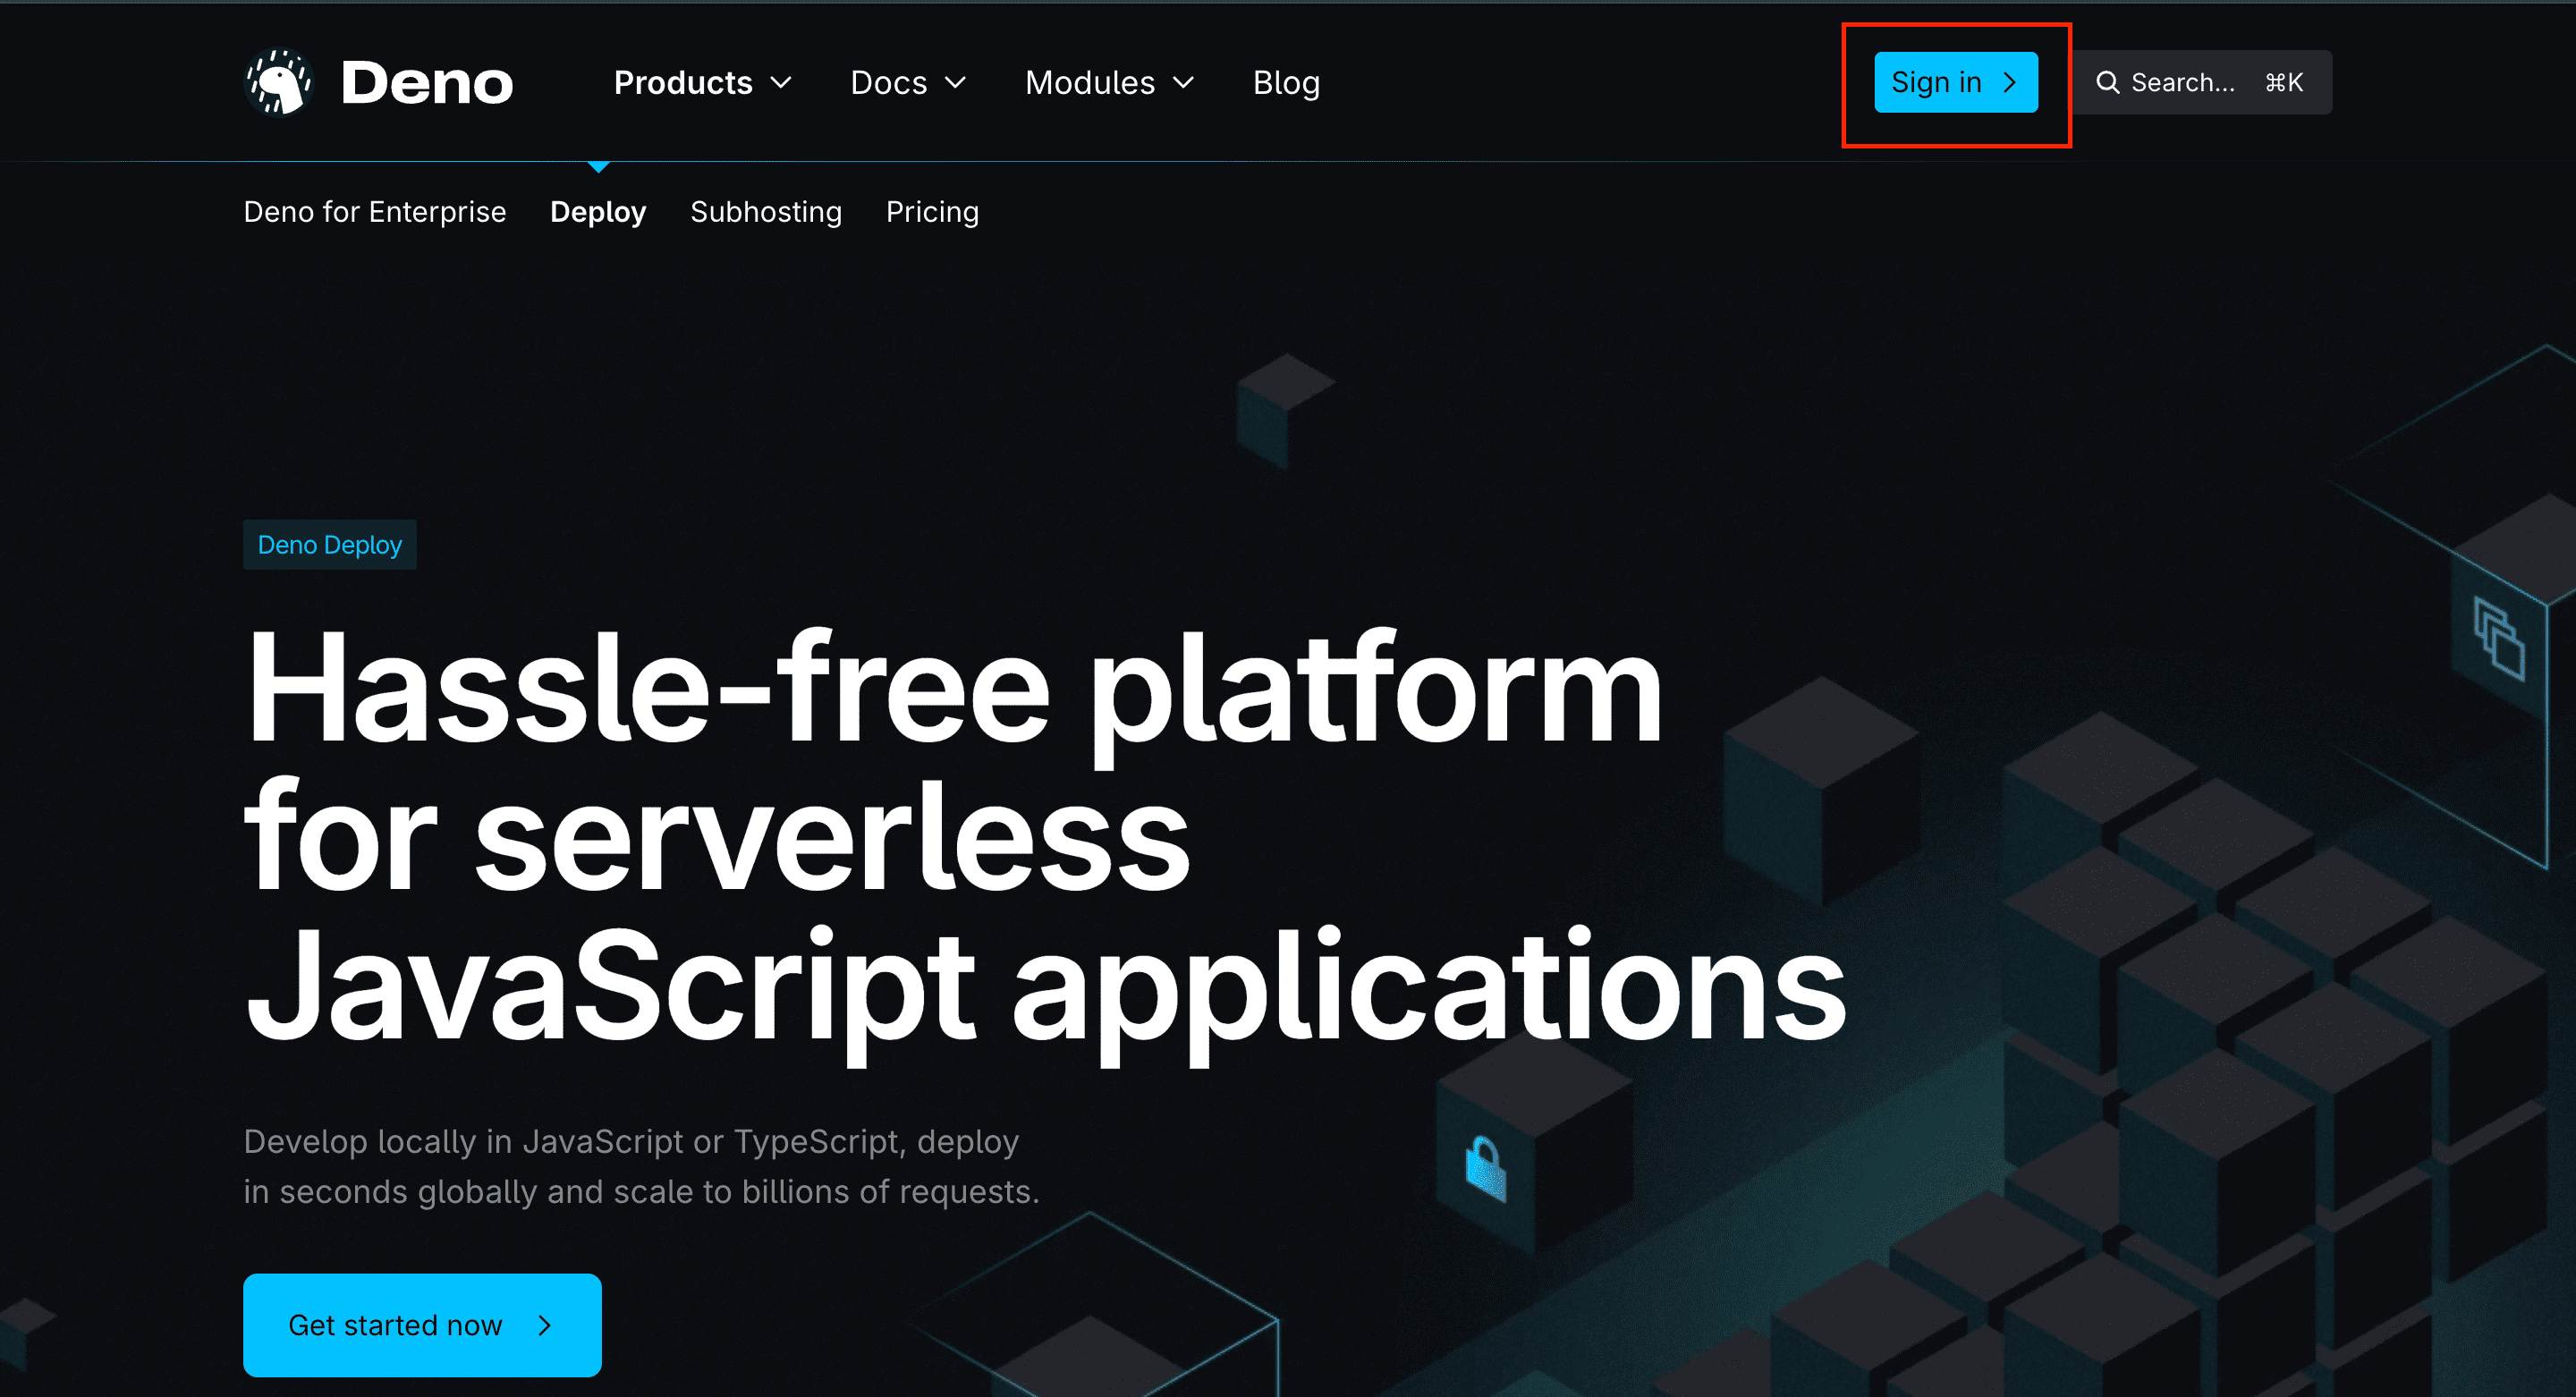 Deno
Products
Docs
Modules
Blog
Sign in
Search...
⌘K
Deno for Enterprise
Deploy
Subhosting
Pricing
Deno Deploy
Hassle-free platform
for serverless
JavaScript applications
Develop locally in JavaScript or TypeScript, deploy
in seconds globally and scale to billions of requests.
Get started now